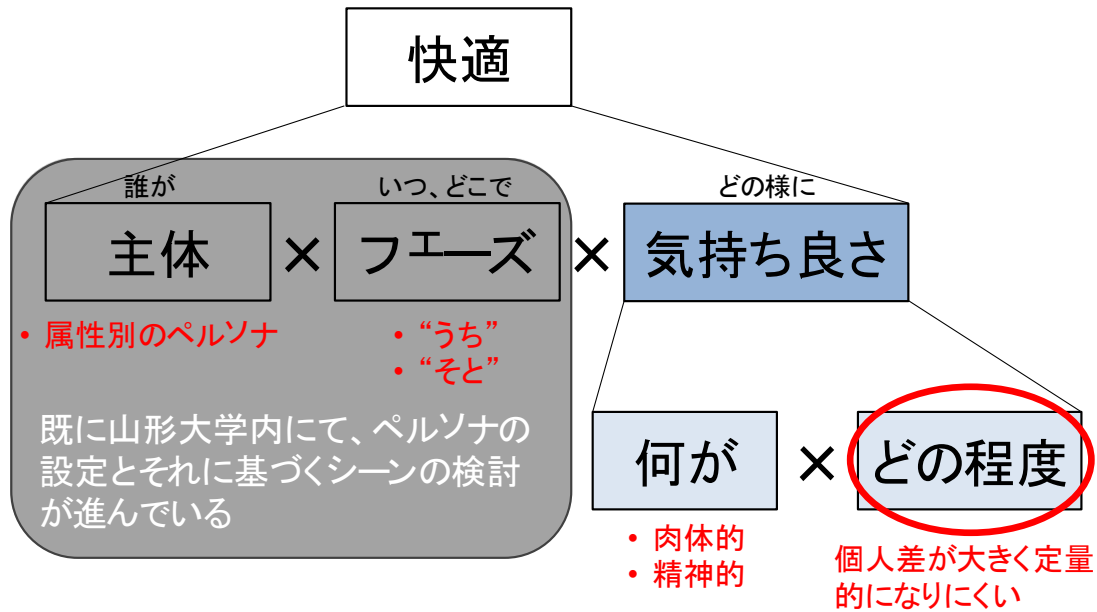 快適
誰が
いつ、どこで
どの様に
主体
×
フェーズ
×
気持ち良さ
• 属性別のペルソナ
• “うち”
• “そと”
既に山形大学内にて、ペルソナの
設定とそれに基づくシーンの検討
が進んでいる
何が
×
どの程度
• 肉体的
• 精神的
個人差が大きく定量
的になりにくい